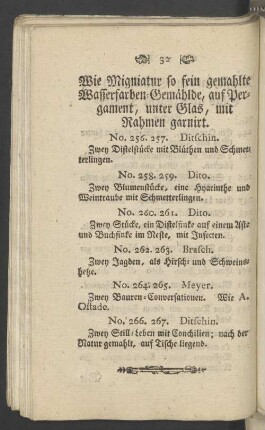 32
Wie Migniatur so fein gemahlte
Wasserfarben-Gemählde, auf Per-
gament, unter Glas, mit
Rahmen garnirt.
No. 256. 257. Ditschin.
Zwey Distelstücke mit Blüthen und Schmet-
terlingen.
No. 258. 259. Dito.
Zwey Blumenstücke, eine Hyacinthe und
Weintraube mit Schmetterlingen.
No. 260. 261. Dito.
Zwey Stücke, ein Distelfinke auf einem Aste
und Buchfinke im Neste, mit Insecten.
No. 262. 263. Brasch.
Zwey Jagden, als Hirsch- und Schweins-
hetze.
No. 264. 265. Meyer.
Zwey Bauren-Conversationen. Wie A.
Ostade.
No. 266. 267. Ditschin.
Zwey Still-Leben mit Conchilien; nach der
Natur gemahlt, auf Tische liegend.